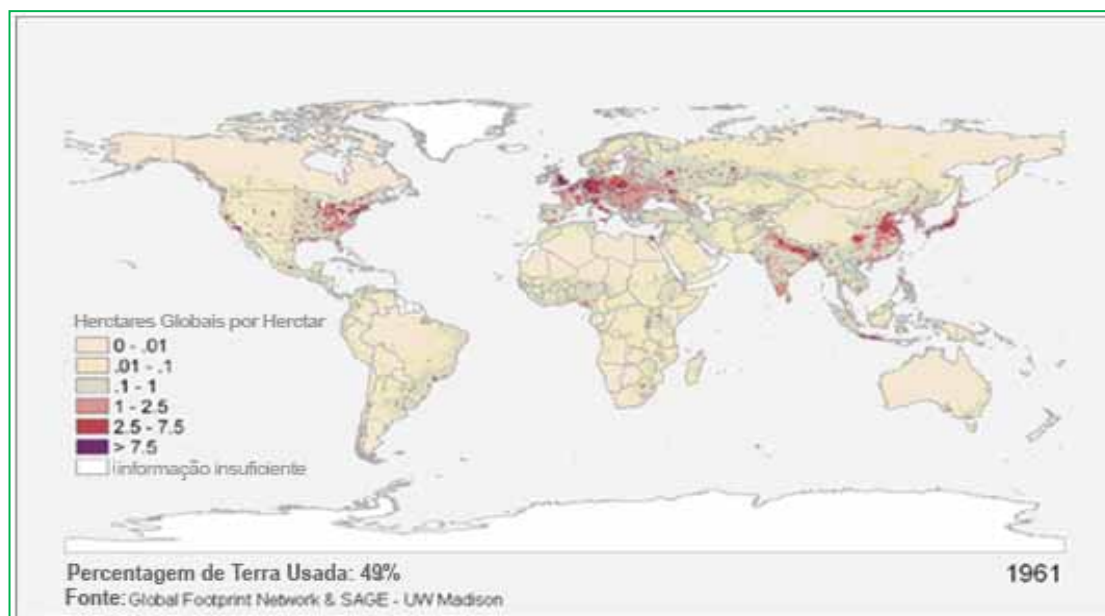 Herctares Globais por Herctar
0 - .01
.01 - .1
.1 - 1
1 - 2.5
2.5 - 7.5
> 7.5
informação insuficiente
Percentagem de Terra Usada: 49%
1961
Fonte: Global Footprint Network & SAGE - UW Madison